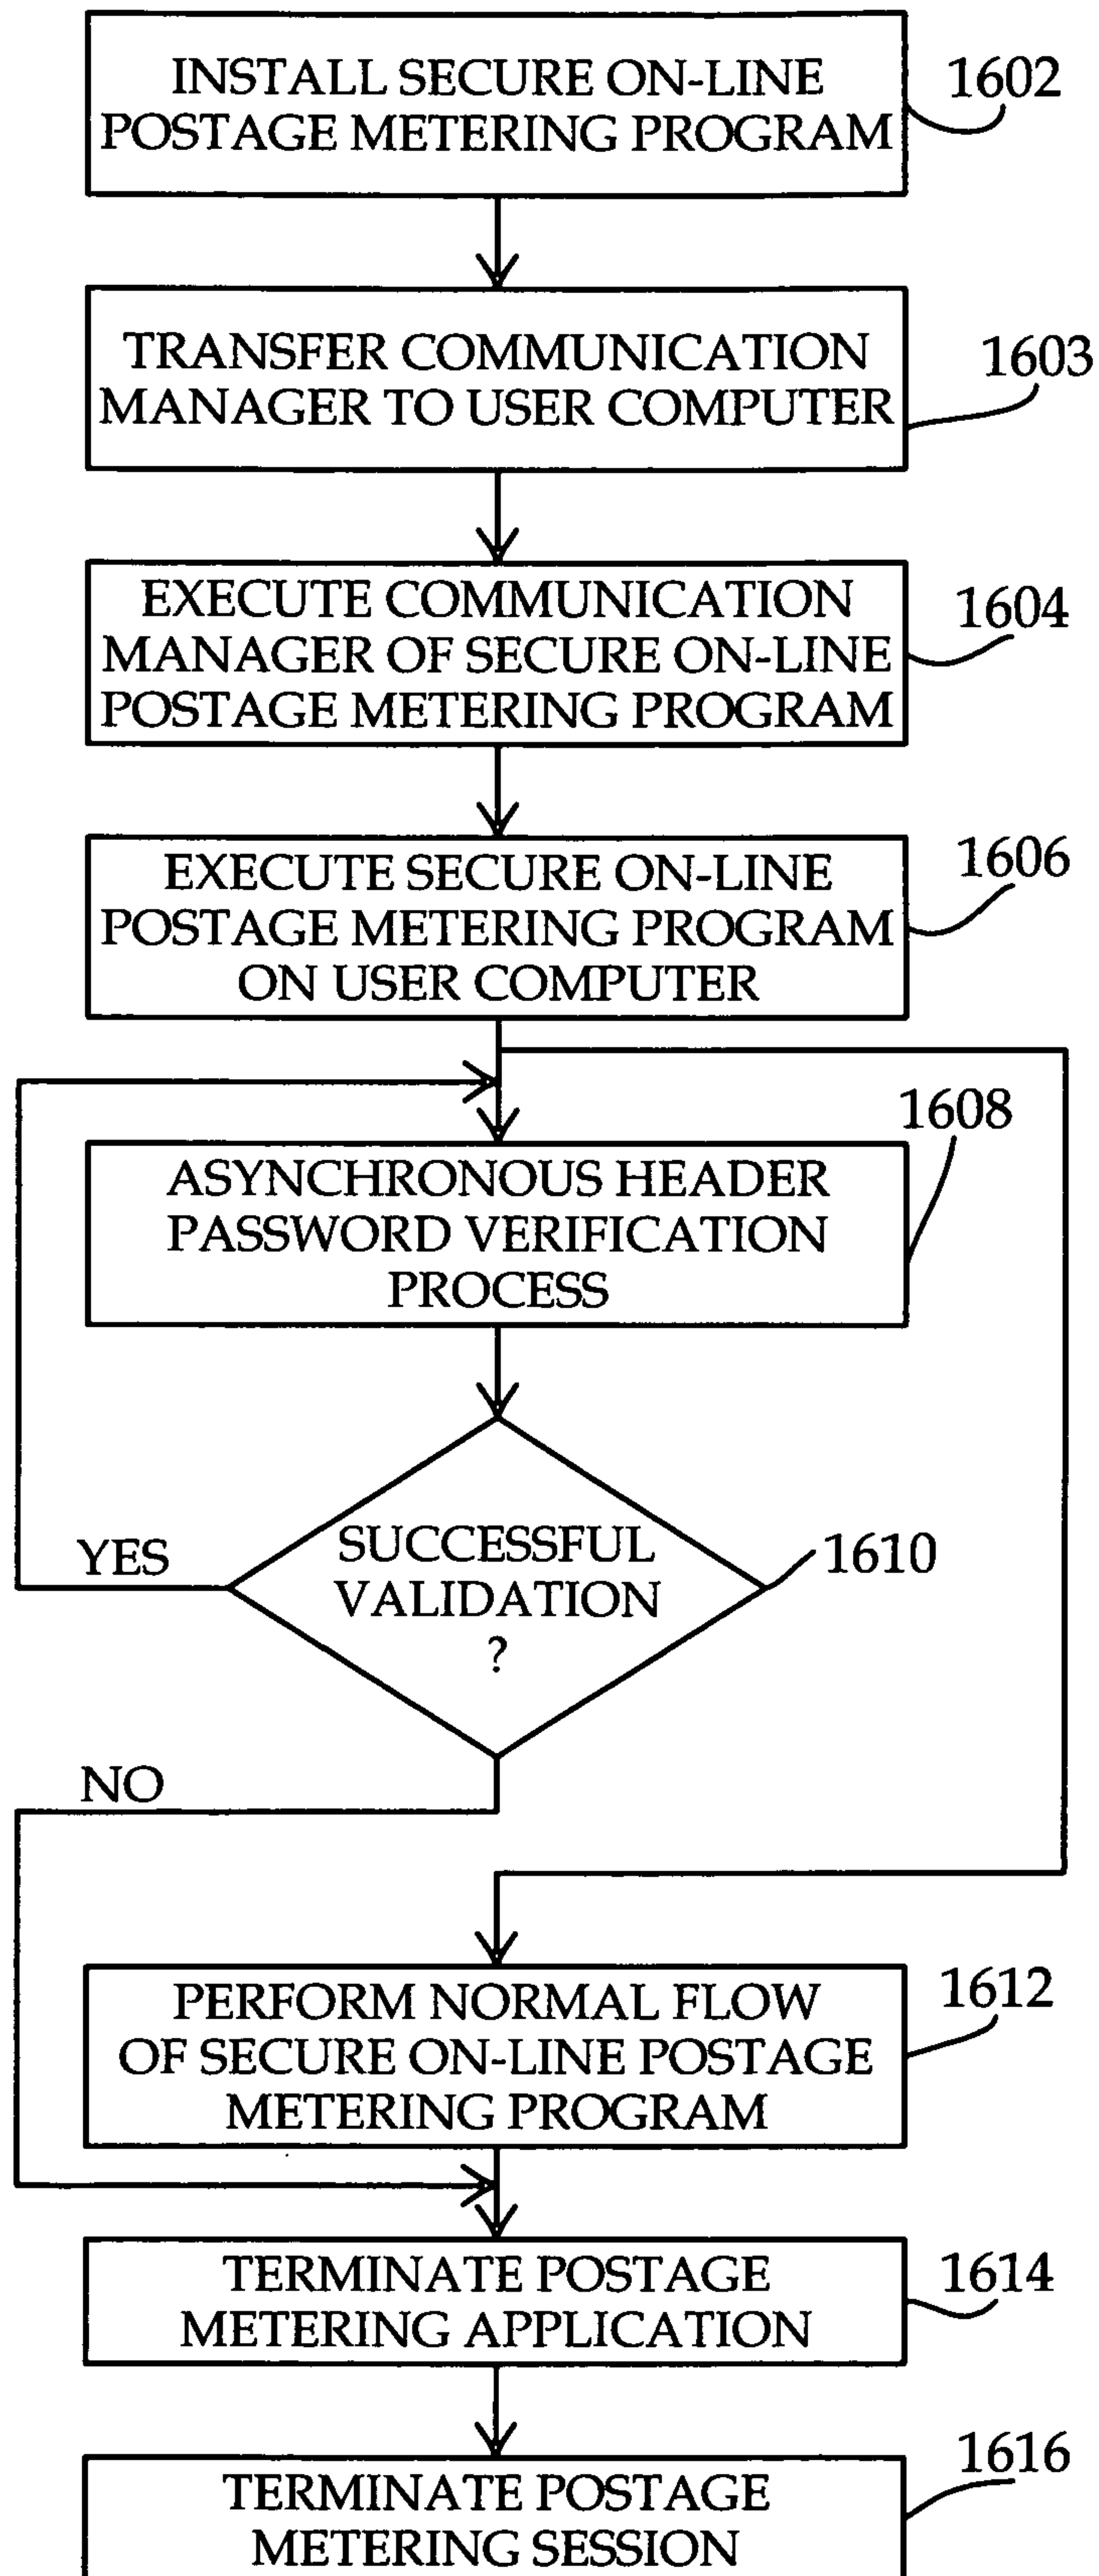 INSTALL SECURE ON-LINE
POSTAGE METERING PROGRAM
1602
TRANSFER COMMUNICATION
MANAGER TO USER COMPUTER
1603
EXECUTE COMMUNICATION
MANAGER OF SECURE ON-LINE
POSTAGE METERING PROGRAM
1604
EXECUTE SECURE ON-LINE
POSTAGE METERING PROGRAM
ON USER COMPUTER
1606
ASYNCHRONOUS HEADER
PASSWORD VERIFICATION
PROCESS
1608
SUCCESSFUL
VALIDATION
?
1610
YES
NO
PERFORM NORMAL FLOW
OF SECURE ON-LINE POSTAGE
METERING PROGRAM
1612
TERMINATE POSTAGE
METERING APPLICATION
1614
TERMINATE POSTAGE
METERING SESSION
1616